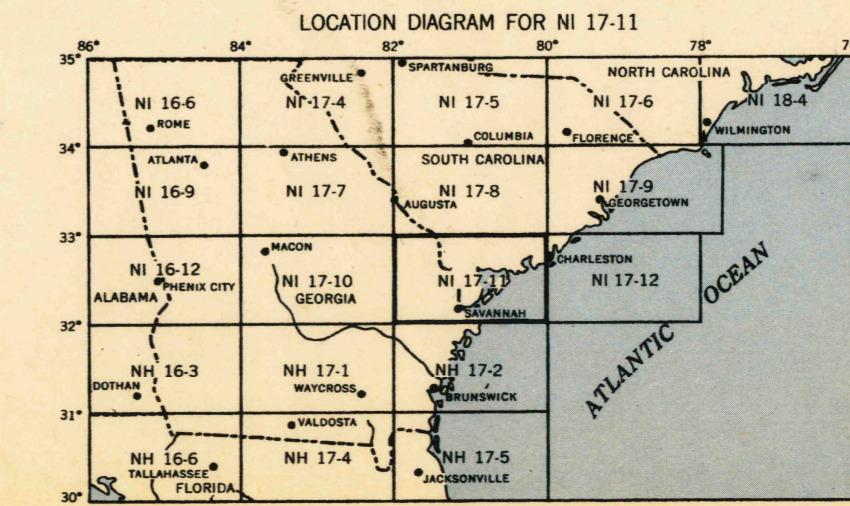 LOCATION DIAGRAM FOR NI 17-11
86° 84° 82° 80° 78°
35°
GREENVILLE
SPARTANBURG
NORTH CAROLINA
NI 16-6 NI 17-4 NI 17-5 NI 17-6 NI 18-4
ROME
COLUMBIA
FLORENCE
WILMINGTON
34°
ATLANTA
ATHENS
SOUTH CAROLINA
NI 16-9 NI 17-7 NI 17-8 NI 17-9
AUGUSTA
GEORGETOWN
33°
MACON
CHARLESTON
NI 16-12 NI 17-10 NI 17-11 NI 17-12
PHENIX CITY
ALABAMA
GEORGIA
SAVANNAH
ATLANTIC OCEAN
32°
NH 16-3 NH 17-1 NH 17-2
DOTHAN
WAYCROSS
BRUNSWICK
31°
VALDOSTA
NH 16-6 NH 17-4 NH 17-5
TALLAHASSEE
JACKSONVILLE
FLORIDA
30°